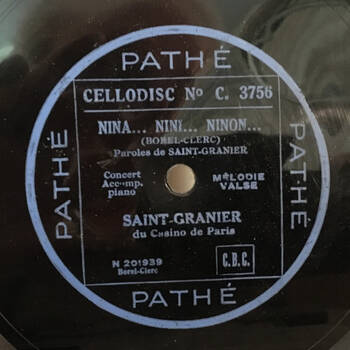 PATHÉ
CELLODISC Nº C. 3756
NINA... NINI... NINON...
(BOREL-CLERC)
Paroles de SAINT-GRANIER
Concert
Accomp.
piano
MÉLODIE
VALSE
SAINT-GRANIER
du Casino de Paris
N 201939
Borel-Clerc
C.B.C.
PATHÉ
PATHÉ
PATHÉ